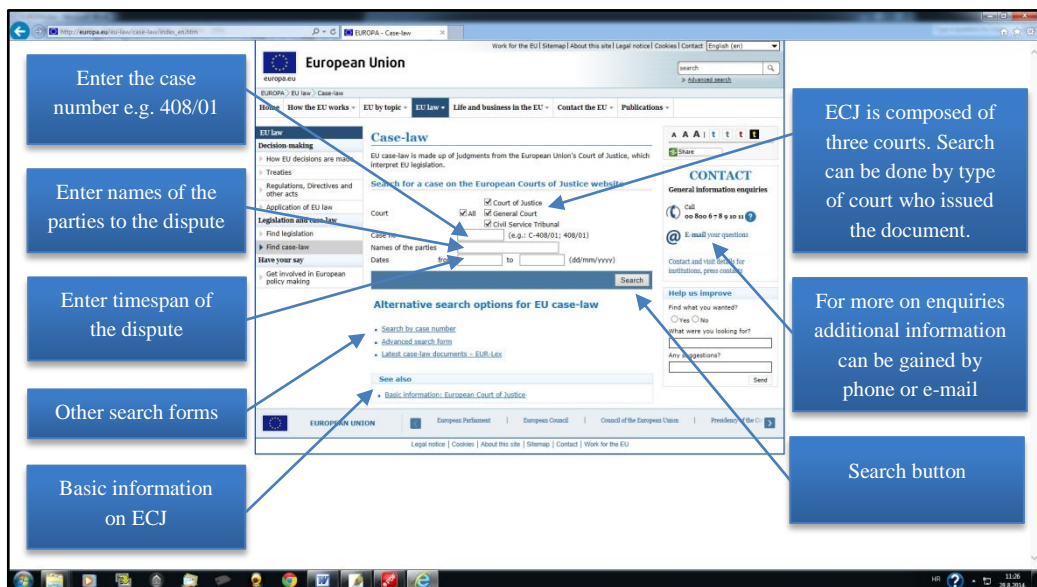 http://europa.eu/eu-law/case-law/index_en.htm
EUROPA - Case-law
Work for the EU | Sitemap | About this site | Legal notice | Cookies | Contact English (en)
European Union
europa.eu
search
Advanced search
EUROPA > EU law > Case-law
Home How the EU works EU by topic EU law Life and business in the EU Contact the EU Publications
EU law
Decision-making
How EU decisions are made
Treaties
Regulations, Directives and
other acts
Application of EU law
Legislation and case-law
Find legislation
Find case-law
Have your say
Get involved in European
policy making
Case-law
EU case-law is made up of judgments from the European Union's Court of Justice, which
interpret EU legislation.
Search for a case on the European Courts of Justice website
Court
All
Court of Justice
General Court
Civil Service Tribunal
Case no
(e.g.: C-408/01; 408/01)
Names of the parties
Dates
to
(dd/mm/yyyy)
Search
Alternative search options for EU case-law
Search by case number
Advanced search form
Latest case-law documents – EUR-Lex
See also
Basic information: European Court of Justice
A A A | t t t t
Share
CONTACT
General information enquiries
Call
00 800 6 7 8 9 10 11 ?
@ E-mail your questions
Contact and visit details for
institutions, press contacts
Help us improve
Find what you wanted?
Yes No
What were you looking for?
Any suggestions?
Send
EUROPEAN UNION
European Parliament | European Council | Council of the European Union | Presidency of the
Legal notice | Cookies | About this site | Sitemap | Contact | Work for the EU
Enter the case
number e.g. 408/01
Enter names of the
parties to the dispute
Enter timespan of
the dispute
Other search forms
Basic information
on ECJ
ECJ is composed of
three courts. Search
can be done by type
of court who issued
the document.
For more on enquiries
additional information
can be gained by
phone or e-mail
Search button
HR
11:26
28.8.2014.